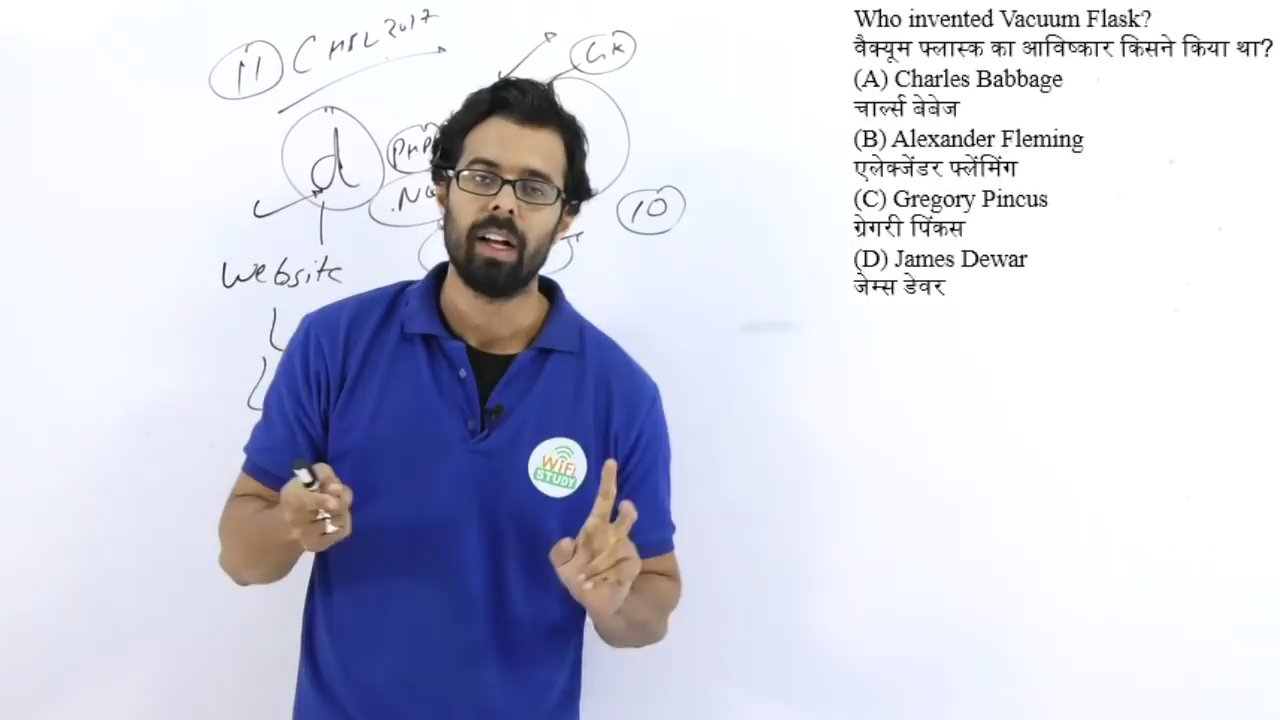 11 CHSL 2017
GK
d
10
website
WiFi
STUDY
Who invented Vacuum Flask?
वैक्यूम फ्लास्क का आविष्कार किसने किया था?
(A) Charles Babbage
चार्ल्स बेबेज
(B) Alexander Fleming
एलेक्जेंडर फ्लेंमिंग
(C) Gregory Pincus
ग्रेगरी पिंकस
(D) James Dewar
जेम्स डेवर